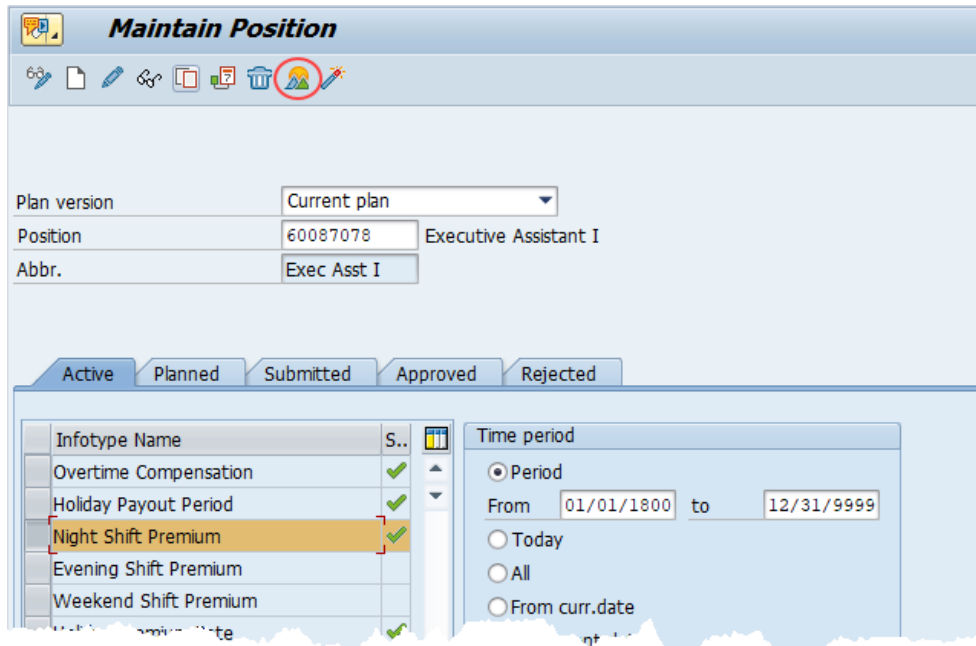 Maintain Position
Plan version Current plan
Position 60087078 Executive Assistant I
Abbr. Exec Asst I
Active Planned Submitted Approved Rejected
Infotype Name S..
Overtime Compensation
Holiday Payout Period
Night Shift Premium
Evening Shift Premium
Weekend Shift Premium
Time period
Period
From 01/01/1800 to 12/31/9999
Today
All
From curr.date